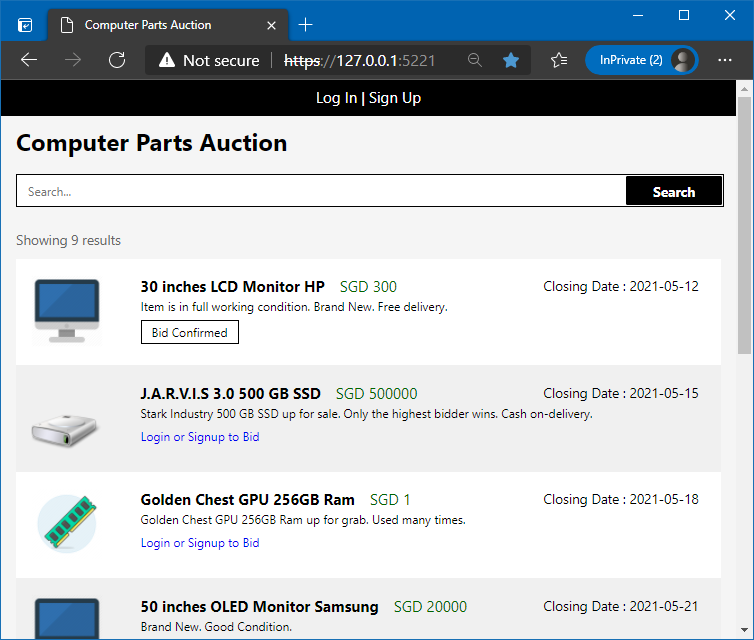 Computer Parts Auction
Not secure
https://127.0.0.1:5221
InPrivate (2)
Log In | Sign Up
Computer Parts Auction
Search...
Search
Showing 9 results
30 inches LCD Monitor HP SGD 300 Closing Date : 2021-05-12
Item is in full working condition. Brand New. Free delivery.
Bid Confirmed
J.A.R.V.I.S 3.0 500 GB SSD SGD 500000 Closing Date : 2021-05-15
Stark Industry 500 GB SSD up for sale. Only the highest bidder wins. Cash on-delivery.
Login or Signup to Bid
Golden Chest GPU 256GB Ram SGD 1 Closing Date : 2021-05-18
Golden Chest GPU 256GB Ram up for grab. Used many times.
Login or Signup to Bid
50 inches OLED Monitor Samsung SGD 20000 Closing Date : 2021-05-21
Brand New. Good Condition.